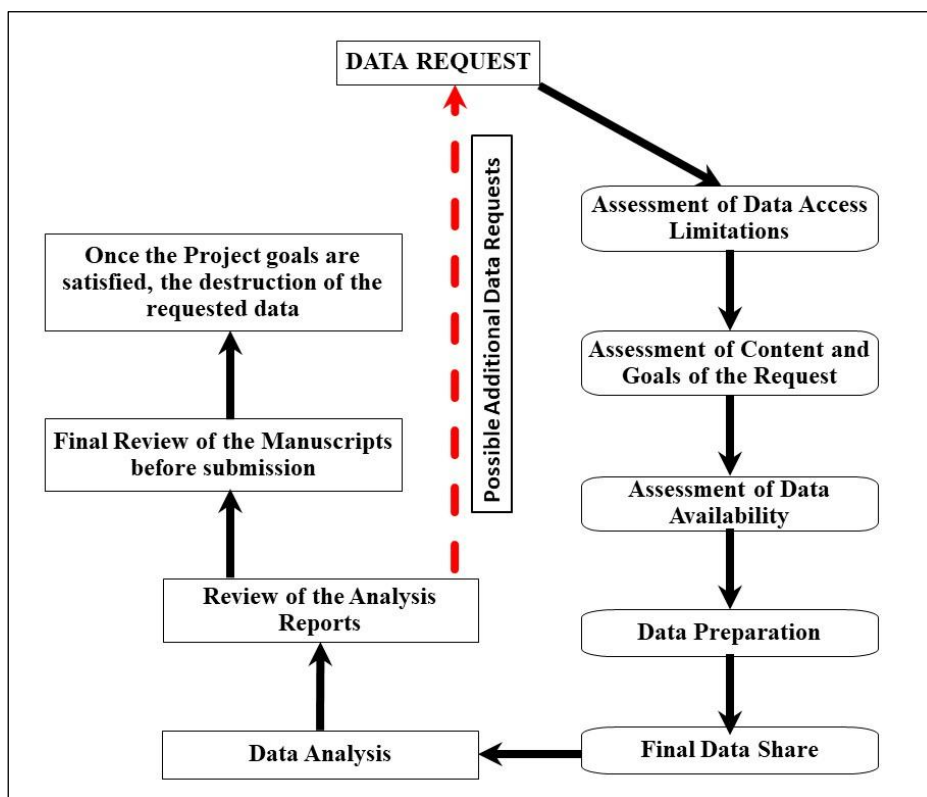 DATA REQUEST
Assessment of Data Access
Limitations
Assessment of Content and
Goals of the Request
Assessment of Data
Availability
Data Preparation
Final Data Share
Data Analysis
Review of the Analysis
Reports
Possible Additional Data Requests
Final Review of the Manuscripts
before submission
Once the Project goals are
satisfied, the destruction of the
requested data